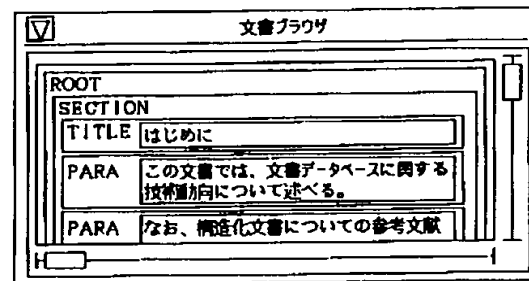 文書ブラウザ
ROOT
SECTION
TITLE はじめに
PARA この文書では、文書データベースに関する
技術動向について述べる。
PARA なお、構造化文書についての参考文献